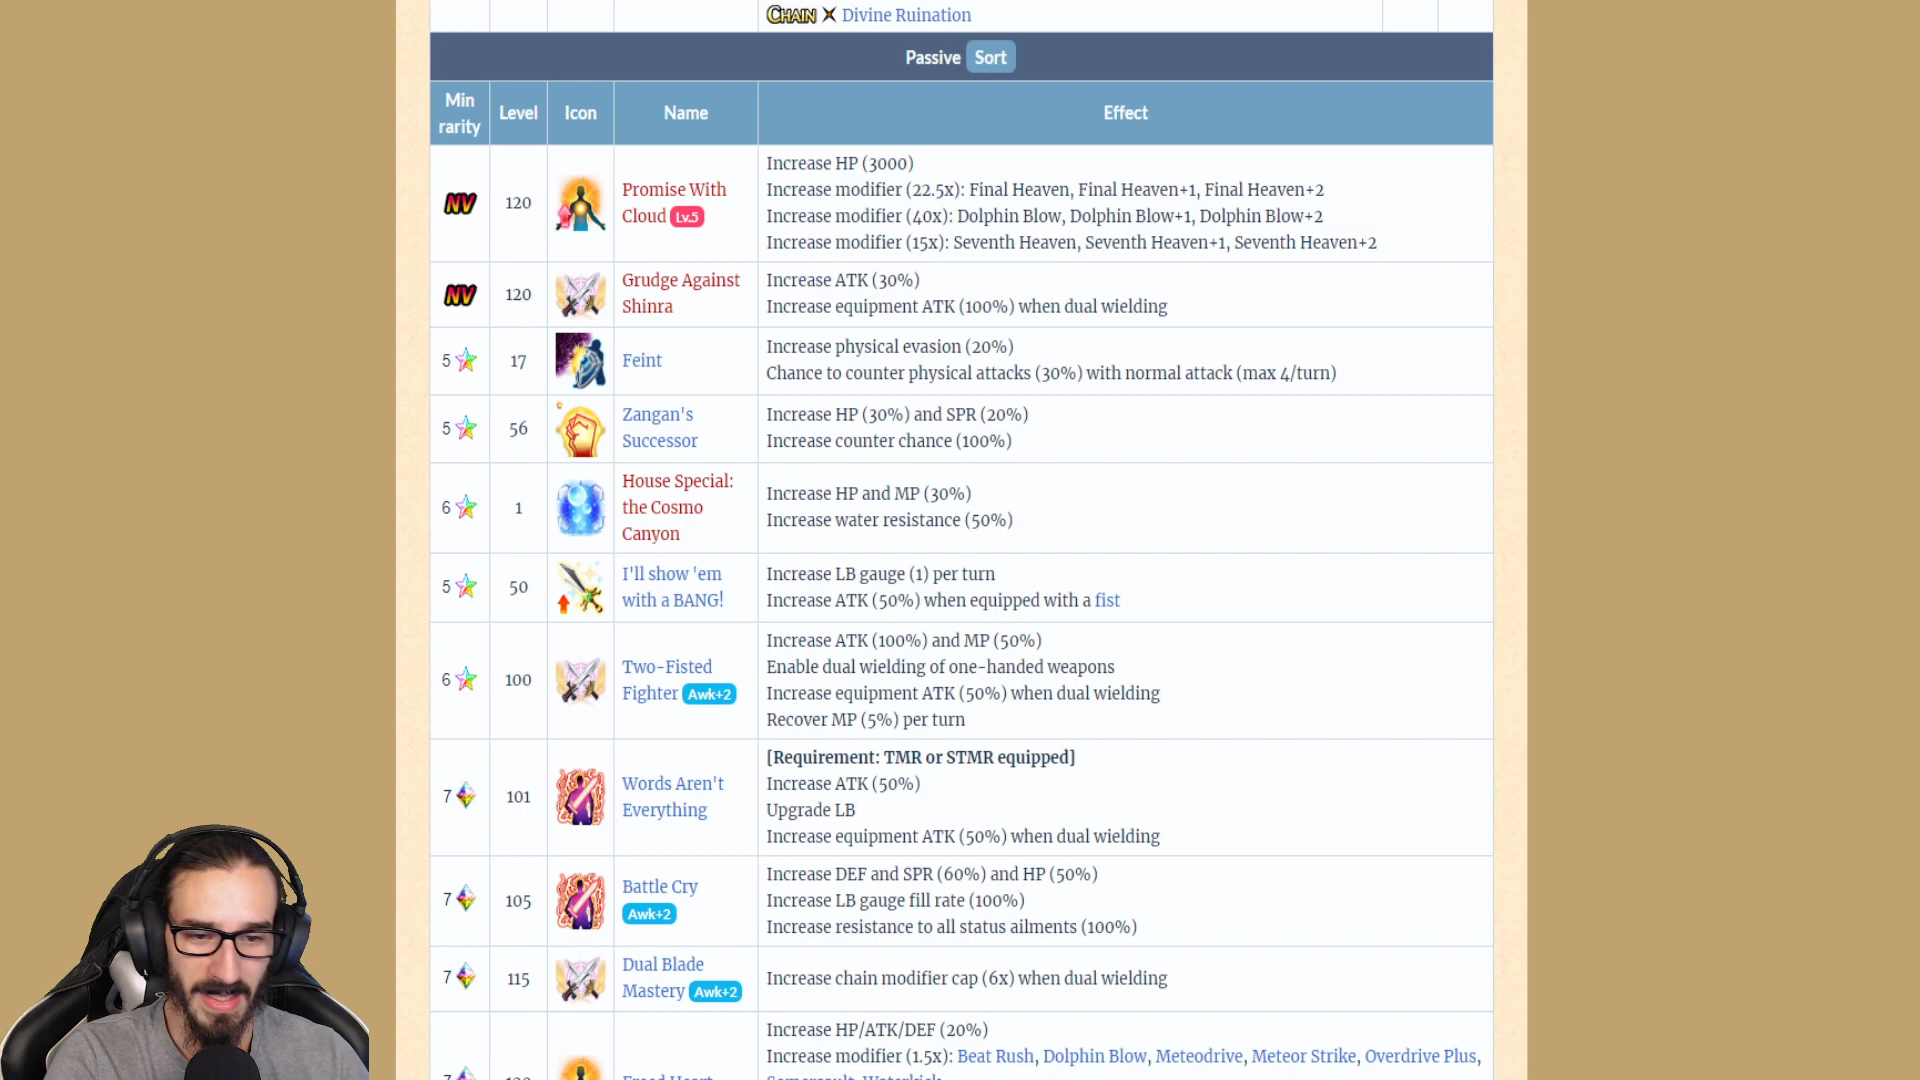 CHAIN Divine Ruination
Passive Sort
Min rarity Level Icon Name Effect
NV 120 Promise With Cloud Lv.5
Increase HP (3000)
Increase modifier (22.5x): Final Heaven, Final Heaven+1, Final Heaven+2
Increase modifier (40x): Dolphin Blow, Dolphin Blow+1, Dolphin Blow+2
Increase modifier (15x): Seventh Heaven, Seventh Heaven+1, Seventh Heaven+2
NV 120 Grudge Against Shinra
Increase ATK (30%)
Increase equipment ATK (100%) when dual wielding
5 17 Feint
Increase physical evasion (20%)
Chance to counter physical attacks (30%) with normal attack (max 4/turn)
5 56 Zangan's Successor
Increase HP (30%) and SPR (20%)
Increase counter chance (100%)
6 1 House Special: the Cosmo Canyon
Increase HP and MP (30%)
Increase water resistance (50%)
5 50 I'll show 'em with a BANG!
Increase LB gauge (1) per turn
Increase ATK (50%) when equipped with a fist
6 100 Two-Fisted Fighter Awk+2
Increase ATK (100%) and MP (50%)
Enable dual wielding of one-handed weapons
Increase equipment ATK (50%) when dual wielding
Recover MP (5%) per turn
7 101 Words Aren't Everything
[Requirement: TMR or STMR equipped]
Increase ATK (50%)
Upgrade LB
Increase equipment ATK (50%) when dual wielding
7 105 Battle Cry Awk+2
Increase DEF and SPR (60%) and HP (50%)
Increase LB gauge fill rate (100%)
Increase resistance to all status ailments (100%)
7 115 Dual Blade Mastery Awk+2
Increase chain modifier cap (6x) when dual wielding
Increase HP/ATK/DEF (20%)
Increase modifier (1.5x): Beat Rush, Dolphin Blow, Meteodrive, Meteor Strike, Overdrive Plus,